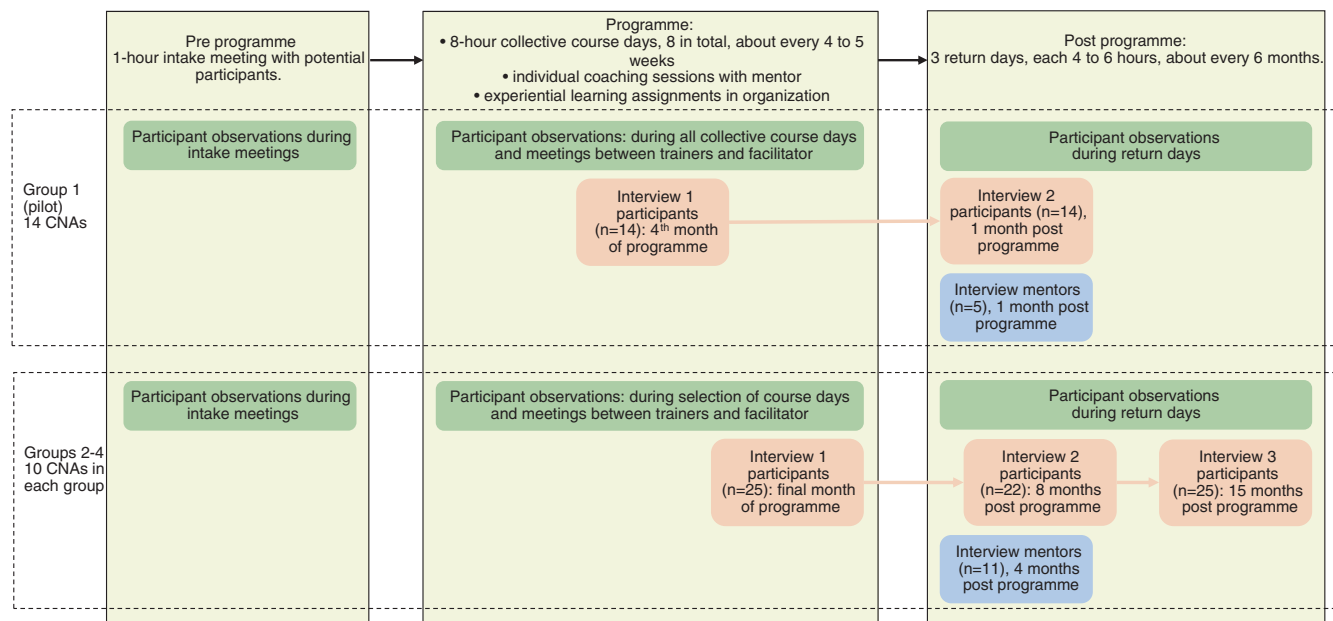 Pre programme
1-hour intake meeting with potential
participants.
Programme:
• 8-hour collective course days, 8 in total, about every 4 to 5
weeks
• individual coaching sessions with mentor
• experiential learning assignments in organization
Post programme:
3 return days, each 4 to 6 hours, about every 6 months.
Group 1
(pilot)
14 CNAs
Participant observations during
intake meetings
Participant observations: during all collective course days
and meetings between trainers and facilitator
Participant observations
during return days
Interview 1
participants
(n=14): 4th month
of programme
Interview 2
participants (n=14),
1 month post
programme
Interview mentors
(n=5), 1 month post
programme
Groups 2-4
10 CNAs in
each group
Participant observations during
intake meetings
Participant observations: during selection of course days
and meetings between trainers and facilitator
Participant observations
during return days
Interview 1
participants
(n=25): final month
of programme
Interview 2
participants
(n=22): 8 months
post programme
Interview 3
participants
(n=25): 15 months
post programme
Interview mentors
(n=11), 4 months
post programme